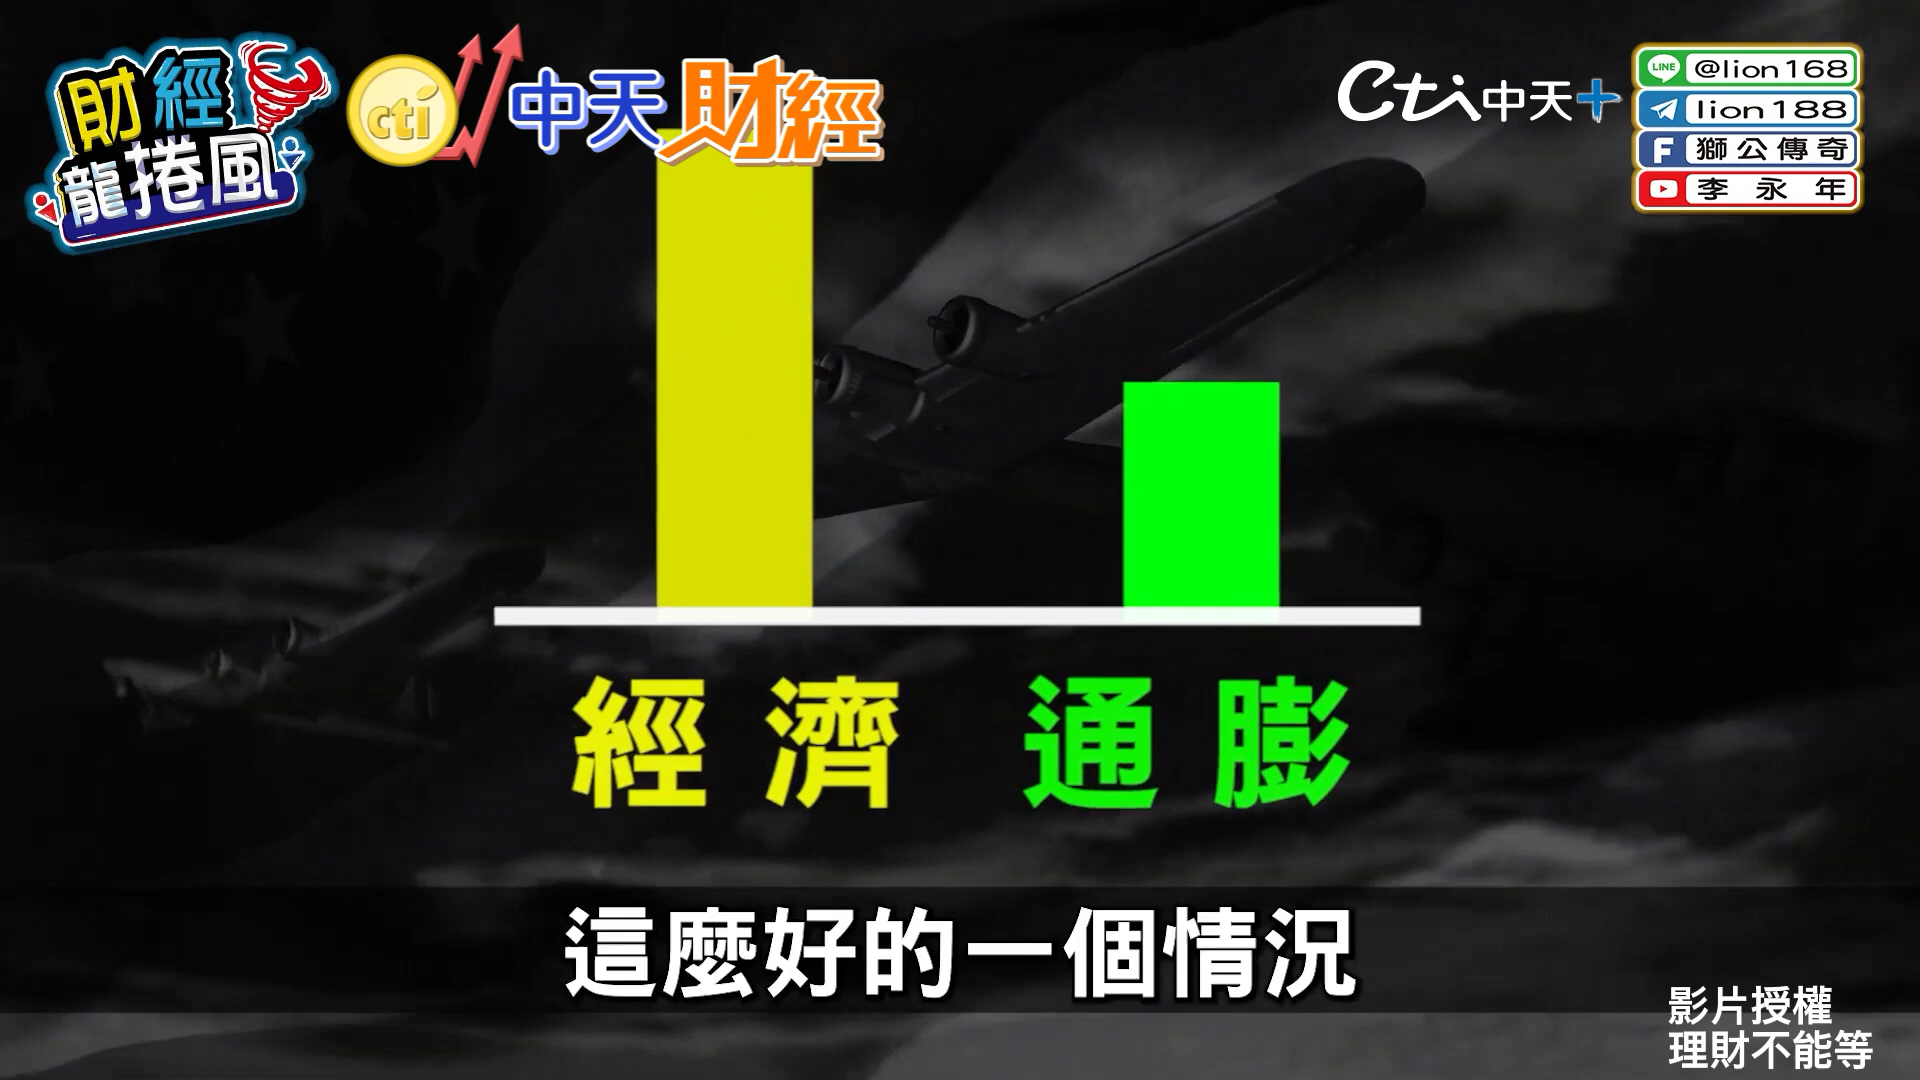 財經
龍捲風
cti
中天財經
Cti中天+
LINE @lion168
lion188
F 獅公傳奇
李永年
經濟 通膨
這麼好的一個情況
影片授權
理財不能等